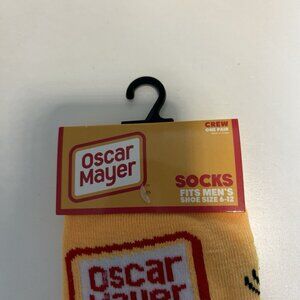 CREW
ONE PAIR
Oscar
Mayer
SOCKS
FITS MEN'S
SHOE SIZE 6-12
Oscar
Mayer